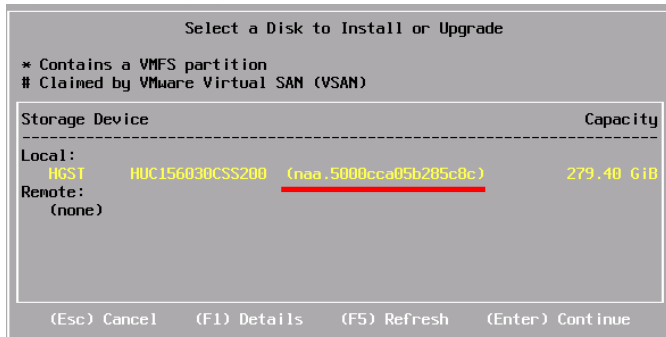 Select a Disk to Install or Upgrade
* Contains a VMFS partition
# Claimed by VMware Virtual SAN (VSAN)
Storage Device Capacity
Local:
HGST HUC156030CSS200 (naa.5000cca05b285c8c) 279.40 GiB
Remote:
(none)
(Esc) Cancel (F1) Details (F5) Refresh (Enter) Continue